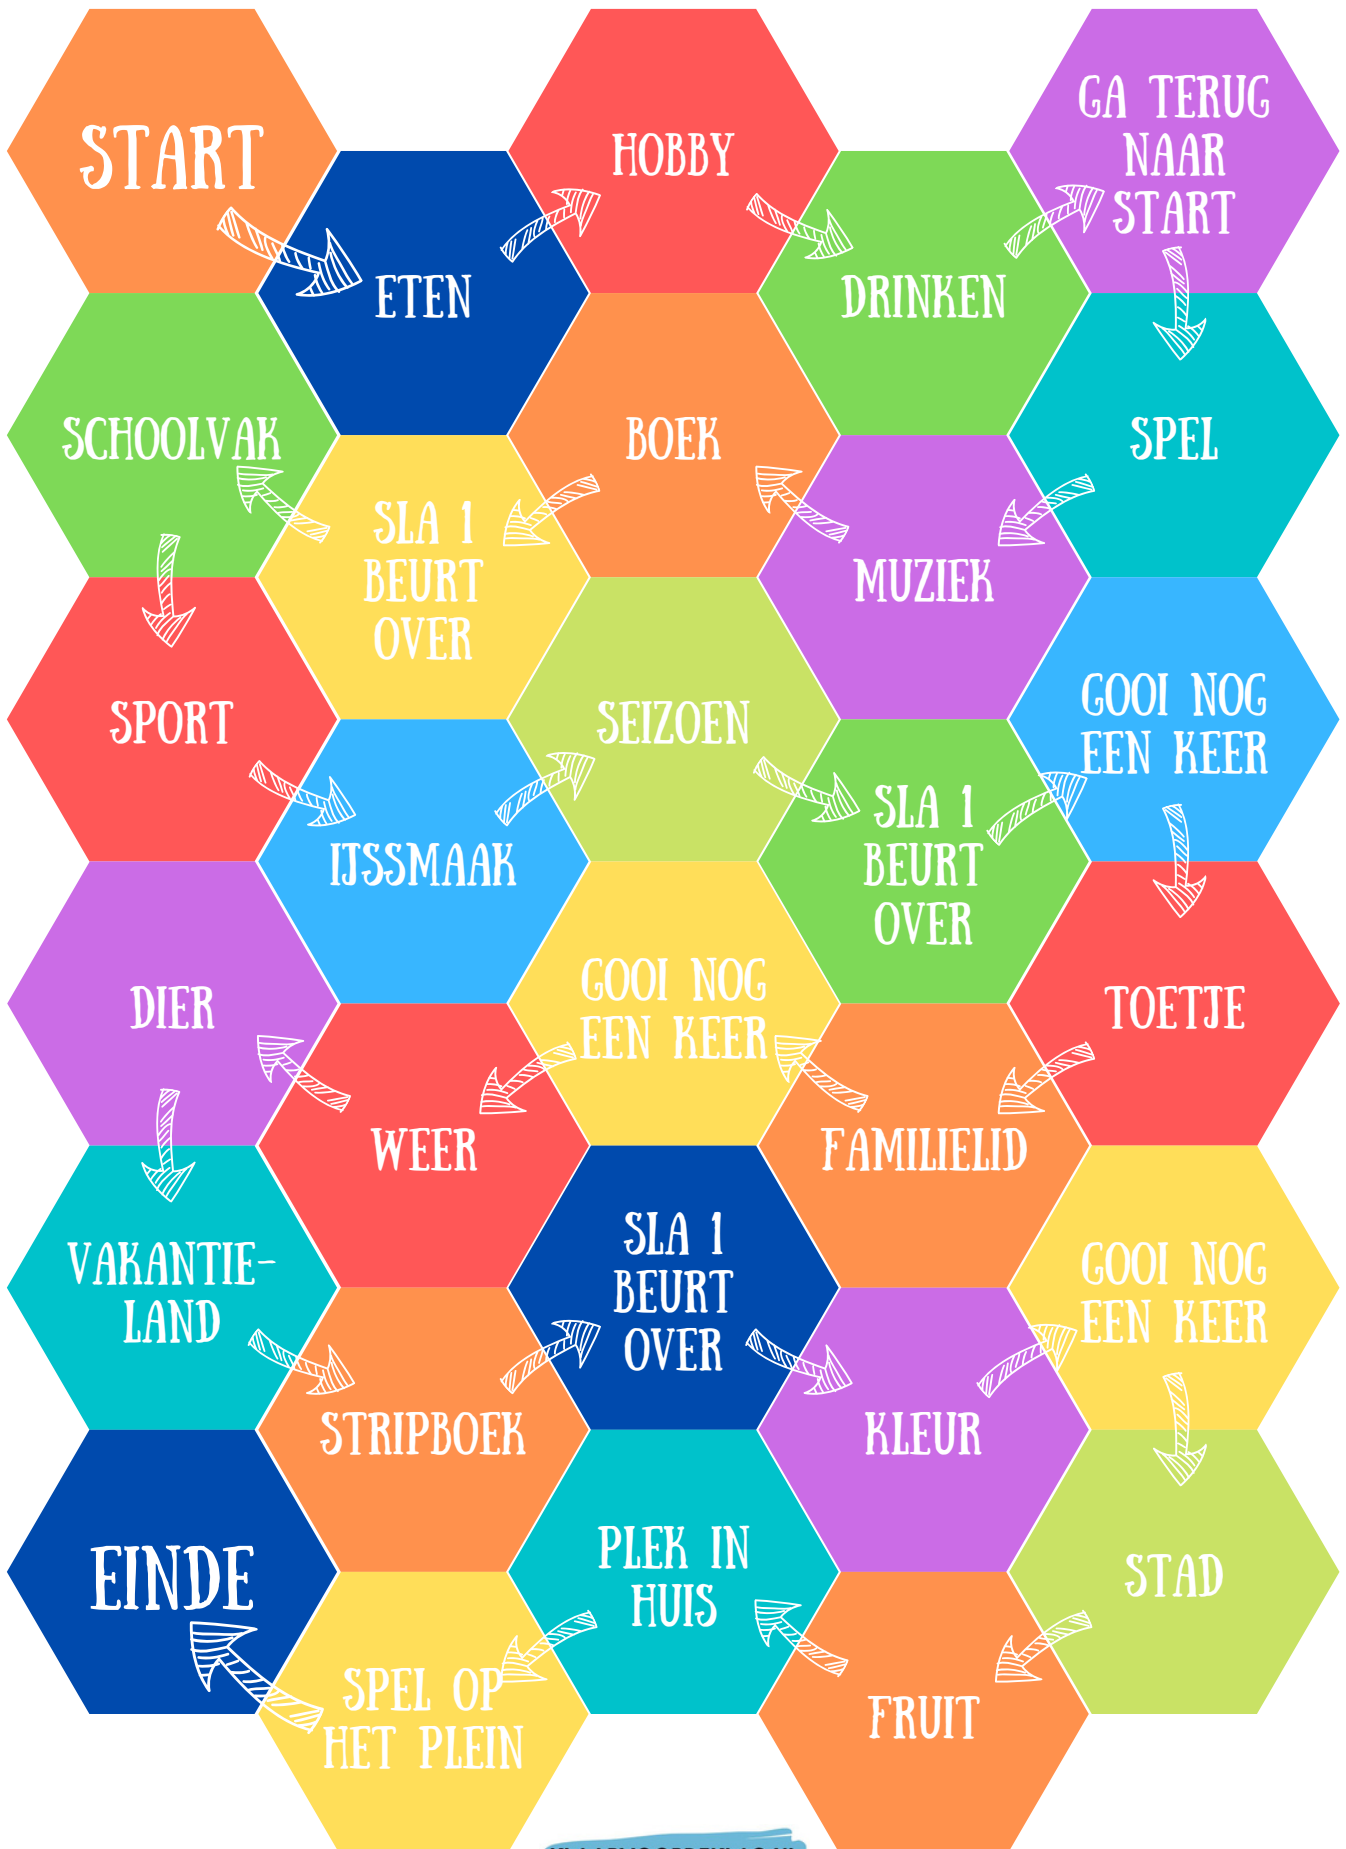 START
ETEN
HOBBY
DRINKEN
GA TERUG
NAAR
START
SPEL
MUZIEK
BOEK
SLA 1
BEURT
OVER
SCHOOLVAK
SPORT
IJSSMAAK
SEIZOEN
SLA 1
BEURT
OVER
GOOI NOG
EEN KEER
TOETJE
FAMILIELID
GOOI NOG
EEN KEER
WEER
DIER
VAKANTIE-
LAND
STRIPBOEK
SLA 1
BEURT
OVER
KLEUR
GOOI NOG
EEN KEER
STAD
FRUIT
PLEK IN
HUIS
SPEL OP
HET PLEIN
EINDE